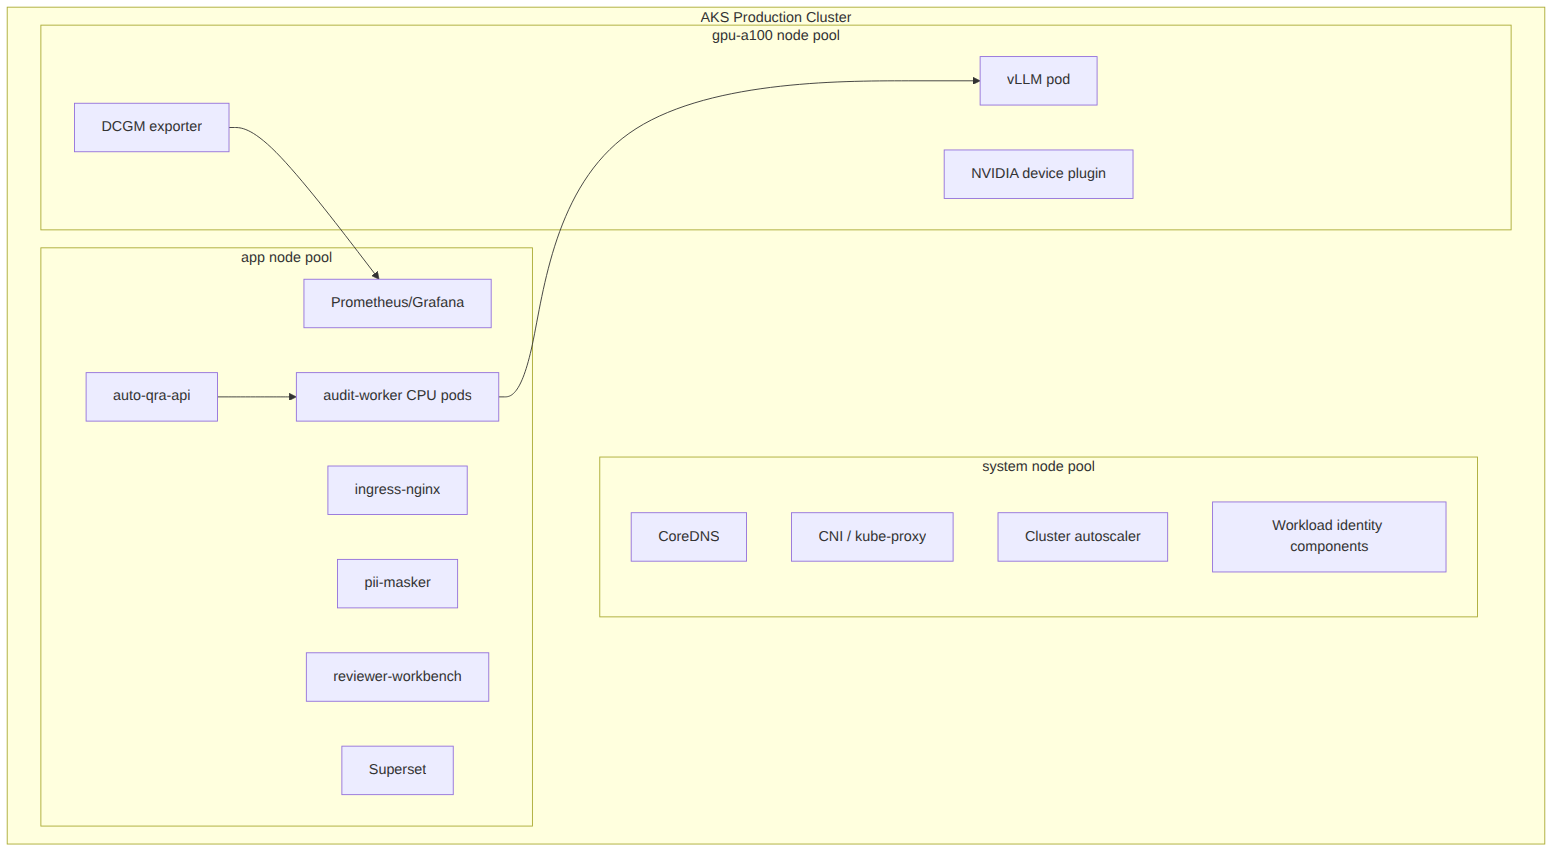 AKS Production Cluster
gpu-a100 node pool
vLLM pod
DCGM exporter
NVIDIA device plugin
app node pool
Prometheus/Grafana
auto-qra-api
audit-worker CPU pods
ingress-nginx
pii-masker
reviewer-workbench
Superset
system node pool
CoreDNS
CNI / kube-proxy
Cluster autoscaler
Workload identity
components